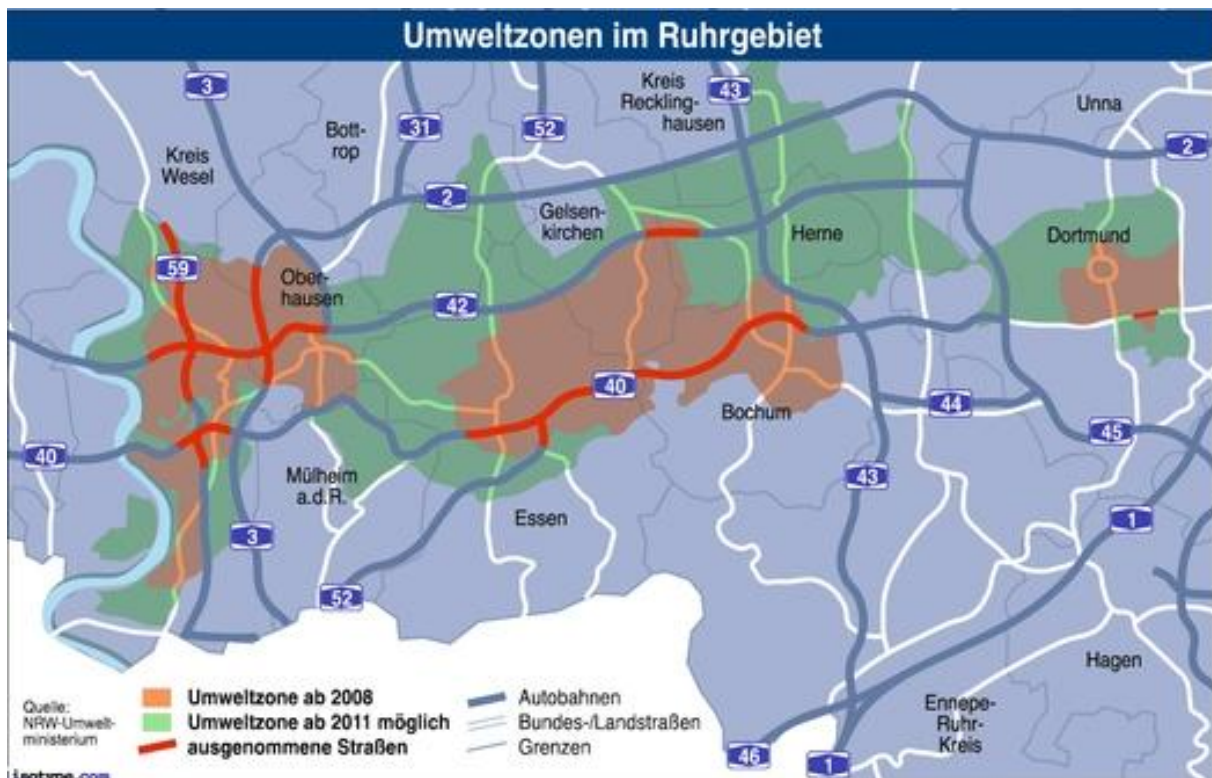 Umweltzonen im Ruhrgebiet
3
Kreis
Reckling-
hausen
43
Unna
Bott-
rop
31
52
2
Kreis
Wesel
2
Gelsen-
kirchen
Herne
Dortmund
59
Ober-
hausen
42
40
Bochum
44
45
40
Mülheim
a.d.R.
43
Essen
1
3
52
Hagen
Ennepe-
Ruhr-
Kreis
46
1
Quelle:
NRW-Umwelt-
ministerium
Umweltzone ab 2008
Umweltzone ab 2011 möglich
ausgenommene Straßen
Autobahnen
Bundes-/Landstraßen
Grenzen